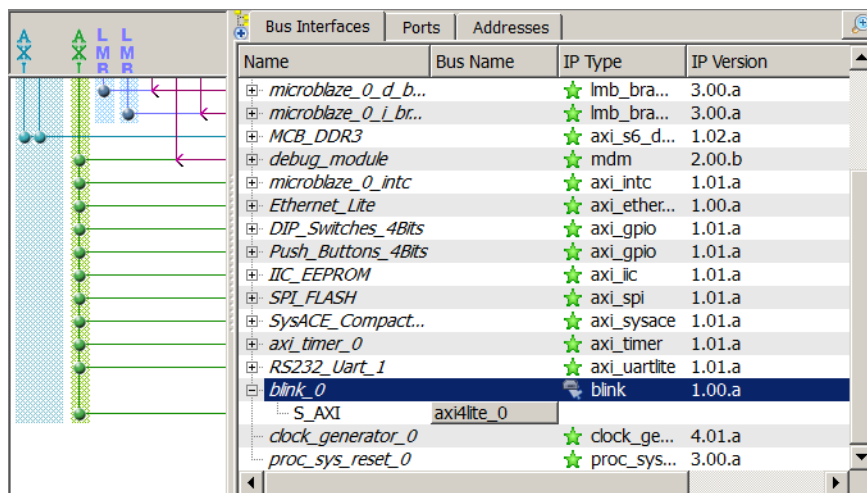 Bus Interfaces Ports Addresses
AXI AXI LMB LMB
Name Bus Name IP Type IP Version
microblaze_0_d_b... lmb_bra... 3.00.a
microblaze_0_i_br... lmb_bra... 3.00.a
MCB_DDR3 axi_s6_d... 1.02.a
debug_module mdm 2.00.b
microblaze_0_intc axi_intc 1.01.a
Ethernet_Lite axi_ether... 1.00.a
DIP_Switches_4Bits axi_gpio 1.01.a
Push_Buttons_4Bits axi_gpio 1.01.a
IIC_EEPROM axi_iic 1.01.a
SPI_FLASH axi_spi 1.01.a
SysACE_Compact... axi_sysace 1.01.a
axi_timer_0 axi_timer 1.01.a
RS232_Uart_1 axi_uartlite 1.01.a
blink_0 blink 1.00.a
S_AXI axi4lite_0
clock_generator_0 clock_ge... 4.01.a
proc_sys_reset_0 proc_sys... 3.00.a